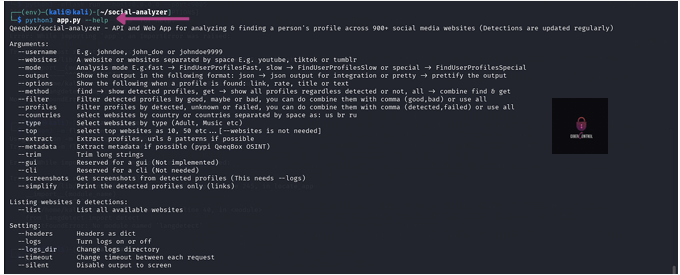 (env)-(kali㉿kali)-[~/social-analyzer]
$ python3 app.py --help
Qeeqbox/social-analyzer - API and Web App for analyzing & finding a person's profile across 900+ social media websites (Detections are updated regularly)
Arguments:
--username E.g. johndoe, john_doe or johndoe9999
--websites A website or websites separated by space E.g. youtube, tiktok or tumblr
--mode Analysis mode E.g.fast → FindUserProfilesFast, slow → FindUserProfilesSlow or special → FindUserProfilesSpecial
--output Show the output in the following format: json → json output for integration or pretty → prettify the output
--options Show the following when a profile is found: link, rate, title or text
--method find → show detected profiles, get → show all profiles regardless detected or not, all → combine find & get
--filter Filter detected profiles by good, maybe or bad, you can do combine them with comma (good,bad) or use all
--profiles Filter profiles by detected, unknown or failed, you can do combine them with comma (detected,failed) or use all
--countries select websites by country or countries separated by space as: us br ru
--type Select websites by type (Adult, Music etc)
--top select top websites as 10, 50 etc...[--websites is not needed]
--extract Extract profiles, urls & patterns if possible
--metadata Extract metadata if possible (pypi QeeqBox OSINT)
--trim Trim long strings
--gui Reserved for a gui (Not implemented)
--cli Reserved for a cli (Not needed)
--screenshots Get screenshots from detected profiles (This needs --logs)
--simplify Print the detected profiles only (links)
Listing websites & detections:
--list List all available websites
Setting:
--headers Headers as dict
--logs Turn logs on or off
--logs_dir Change logs directory
--timeout Change timeout between each request
--silent Disable output to screen